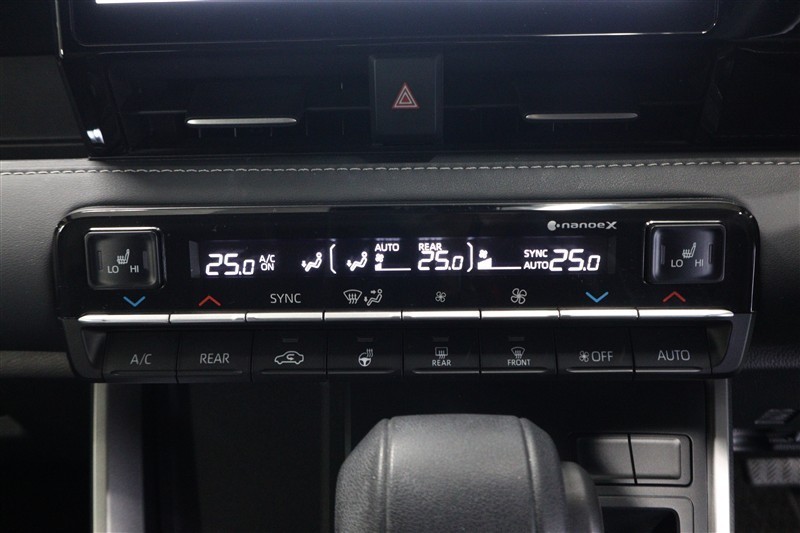 nanoeX
LO HI
25.0 A/C ON AUTO REAR 25.0 SYNC AUTO 25.0
LO HI
SYNC
A/C REAR REAR FRONT OFF AUTO